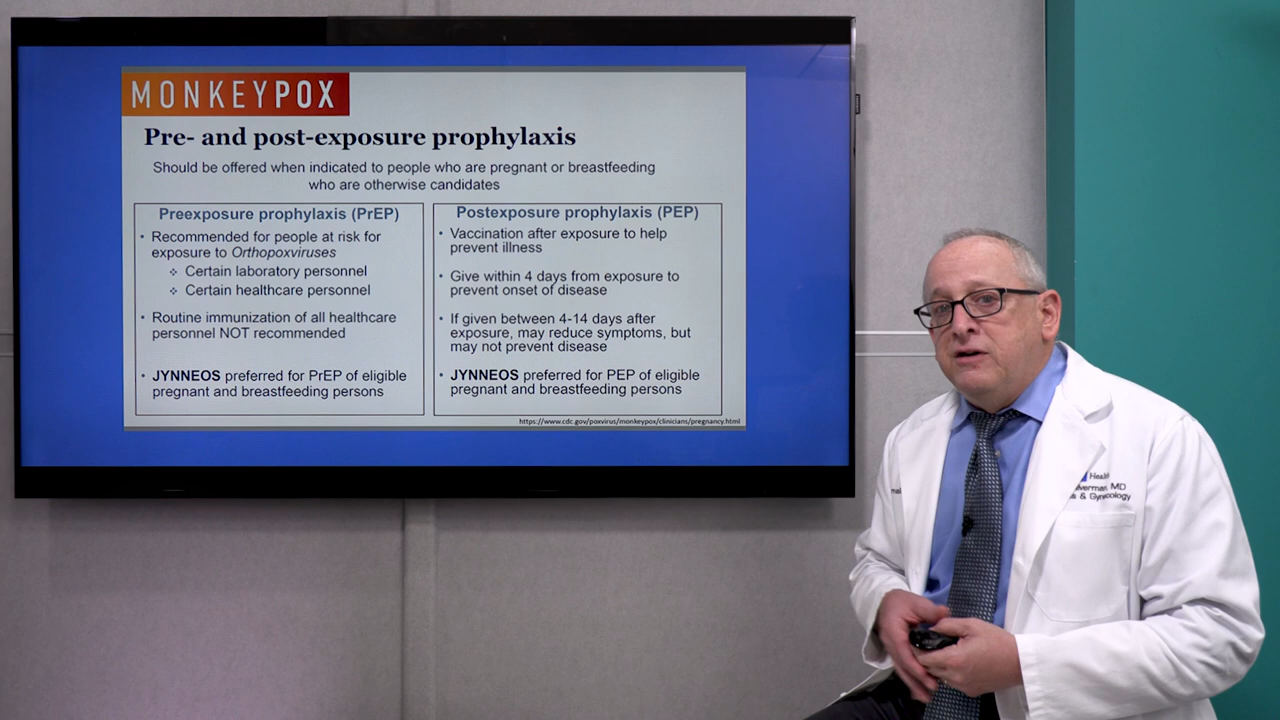 MONKEYPOX
Pre- and post-exposure prophylaxis
Should be offered when indicated to people who are pregnant or breastfeeding
who are otherwise candidates
Preexposure prophylaxis (PrEP)
• Recommended for people at risk for
exposure to Orthopoxviruses
❖ Certain laboratory personnel
❖ Certain healthcare personnel
• Routine immunization of all healthcare
personnel NOT recommended
• JYNNEOS preferred for PrEP of eligible
pregnant and breastfeeding persons
Postexposure prophylaxis (PEP)
• Vaccination after exposure to help
prevent illness
• Give within 4 days from exposure to
prevent onset of disease
• If given between 4-14 days after
exposure, may reduce symptoms, but
may not prevent disease
• JYNNEOS preferred for PEP of eligible
pregnant and breastfeeding persons
https://www.cdc.gov/poxvirus/monkeypox/clinicians/pregnancy.html
Health
verman, MD
s & Gynecology